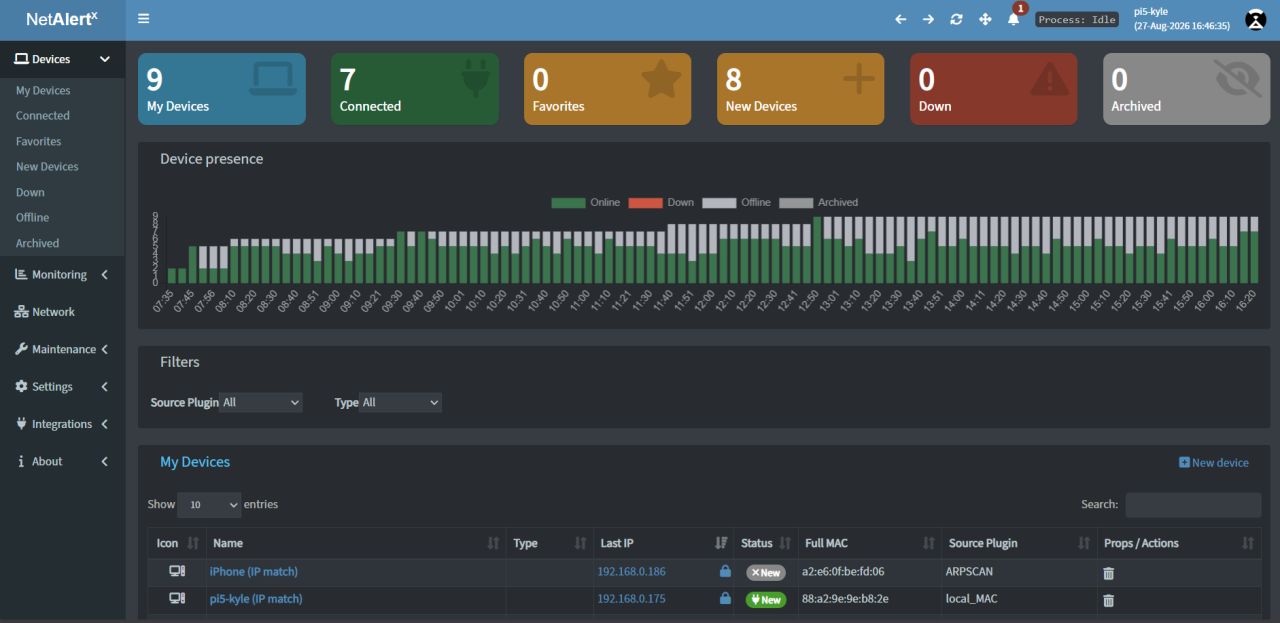 NetAlertX
1
Process: Idle
pi5-kyle
(27-Aug-2026 16:46:35)
Devices
My Devices
Connected
Favorites
New Devices
Down
Offline
Archived
Monitoring
Network
Maintenance
Settings
Integrations
About
9
My Devices
7
Connected
0
Favorites
8
New Devices
0
Down
0
Archived
Device presence
Online Down Offline Archived
9
8
7
6
5
4
3
2
1
0
07:35 07:45 07:56 08:10 08:20 08:30 08:40 08:51 09:00 09:10 09:21 09:30 09:40 09:50 10:01 10:10 10:20 10:31 10:40 10:50 11:00 11:10 11:21 11:30 11:40 11:51 12:00 12:10 12:20 12:30 12:41 12:50 13:01 13:10 13:20 13:30 13:40 13:51 14:00 14:11 14:20 14:30 14:40 14:50 15:00 15:10 15:20 15:30 15:41 15:50 16:00 16:10 16:20
Filters
Source Plugin All Type All
My Devices
New device
Show 10 entries
Search:
Icon Name Type Last IP Status Full MAC Source Plugin Props / Actions
iPhone (IP match) 192.168.0.186 New a2:e6:0f:be:fd:06 ARPSCAN
pi5-kyle (IP match) 192.168.0.175 New 88:a2:9e:9e:b8:2e local_MAC